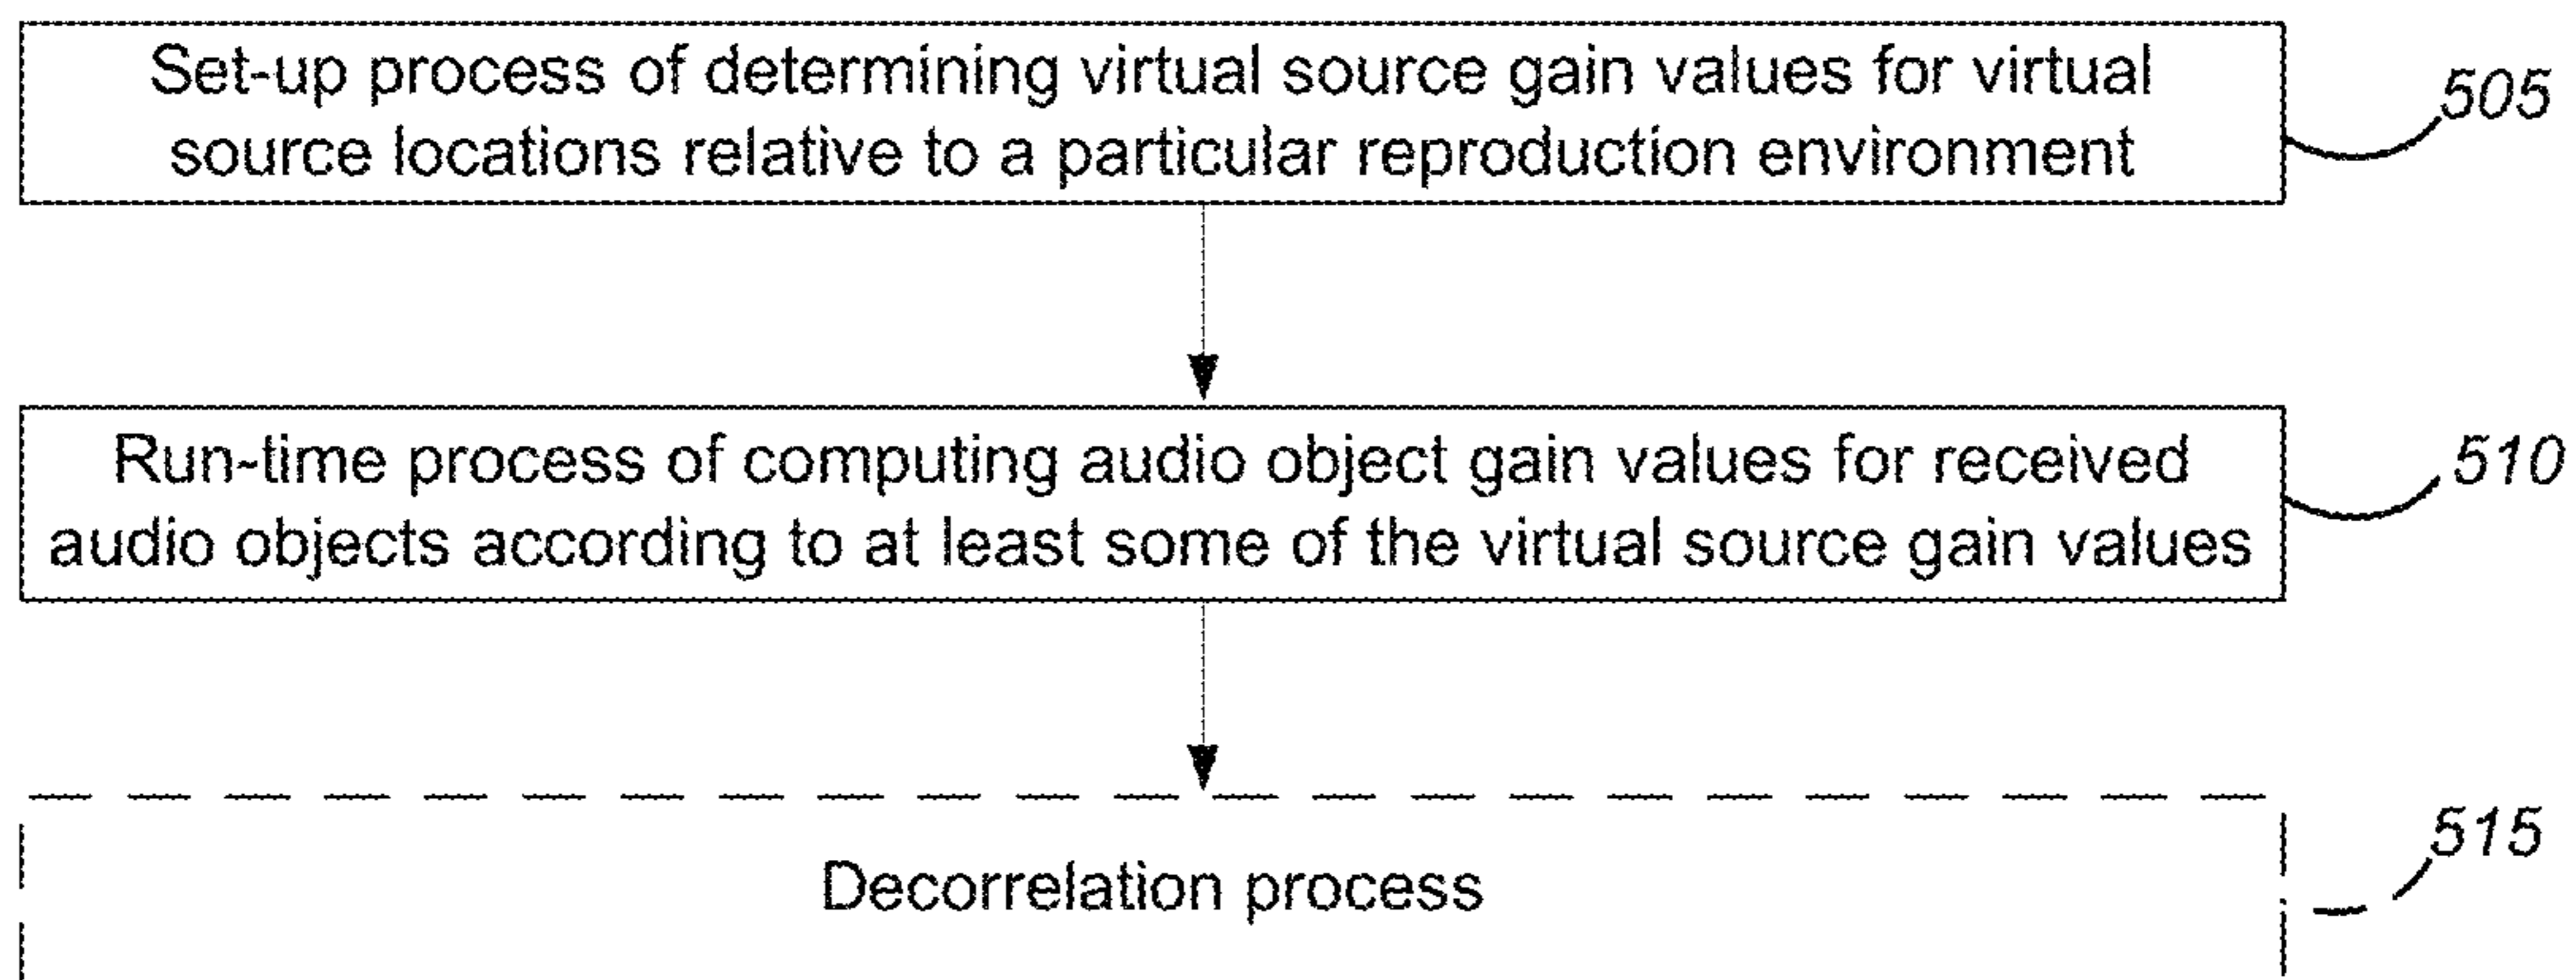 Set-up process of determining virtual source gain values for virtual
source locations relative to a particular reproduction environment
505
Run-time process of computing audio object gain values for received
audio objects according to at least some of the virtual source gain values
510
Decorrelation process
515